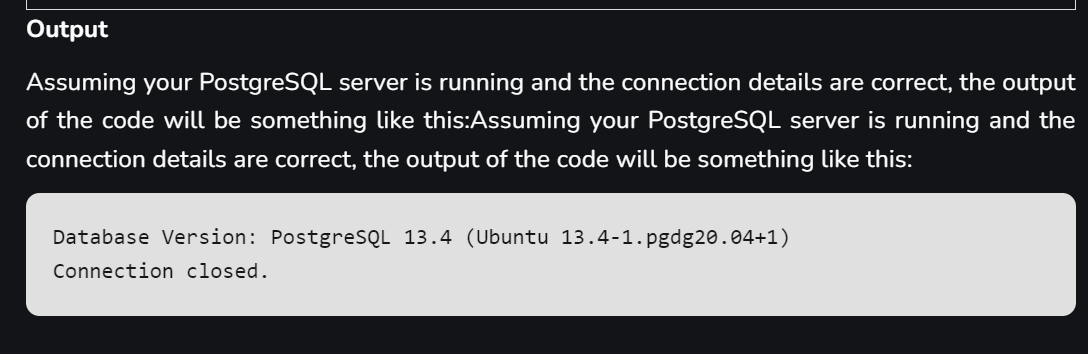 Output
Assuming your PostgreSQL server is running and the connection details are correct, the output
of the code will be something like this:Assuming your PostgreSQL server is running and the
connection details are correct, the output of the code will be something like this:
Database Version: PostgreSQL 13.4 (Ubuntu 13.4-1.pgdg20.04+1)
Connection closed.